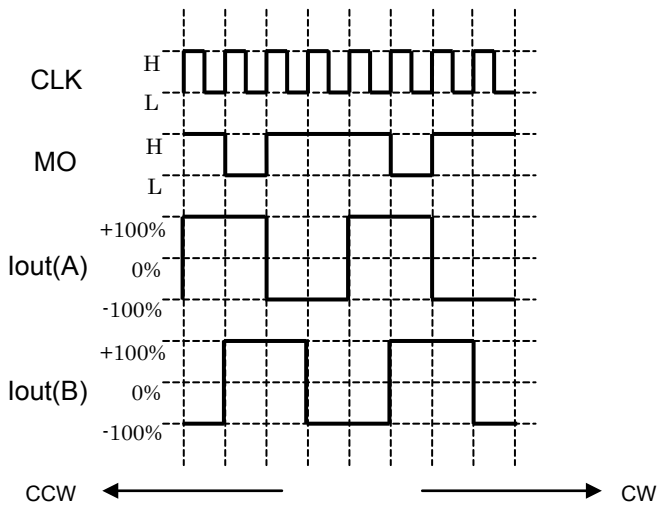 CLK
H
L
MO
H
L
Iout(A)
+100%
0%
-100%
Iout(B)
+100%
0%
-100%
CCW
CW